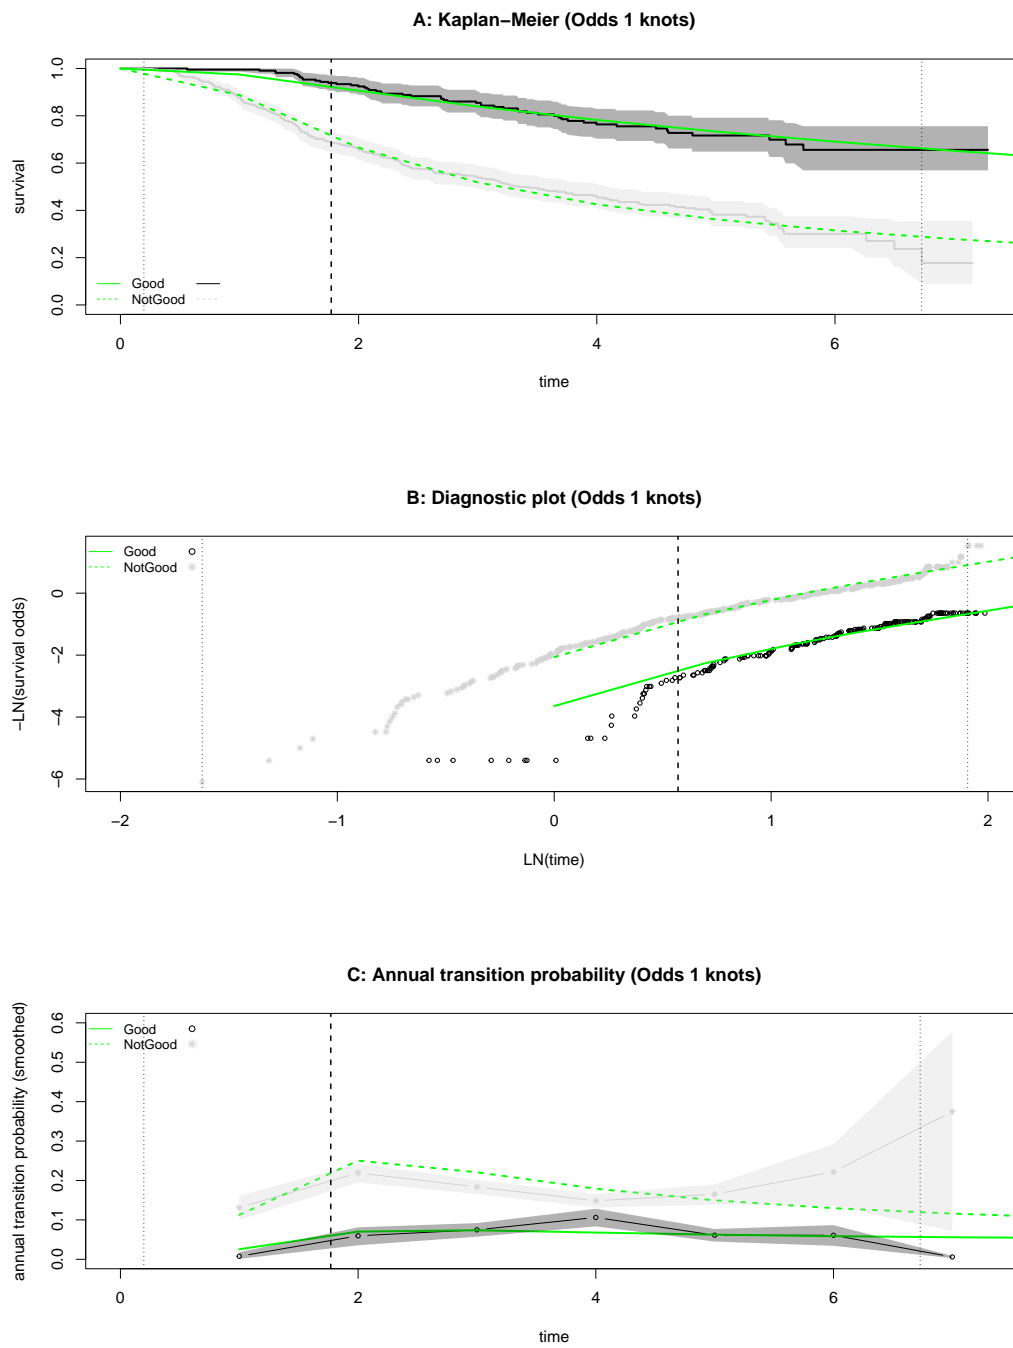 A: Kaplan−Meier (Odds 1 knots)
survival
1.0
0.8
0.6
0.4
0.2
0.0
Good
NotGood
0 2 4 6
time
B: Diagnostic plot (Odds 1 knots)
−LN(survival odds)
0
−2
−4
−6
Good
NotGood
−2 −1 0 1 2
LN(time)
C: Annual transition probability (Odds 1 knots)
annual transition probability (smoothed)
0.6
0.5
0.4
0.3
0.2
0.1
0.0
Good
NotGood
0 2 4 6
time